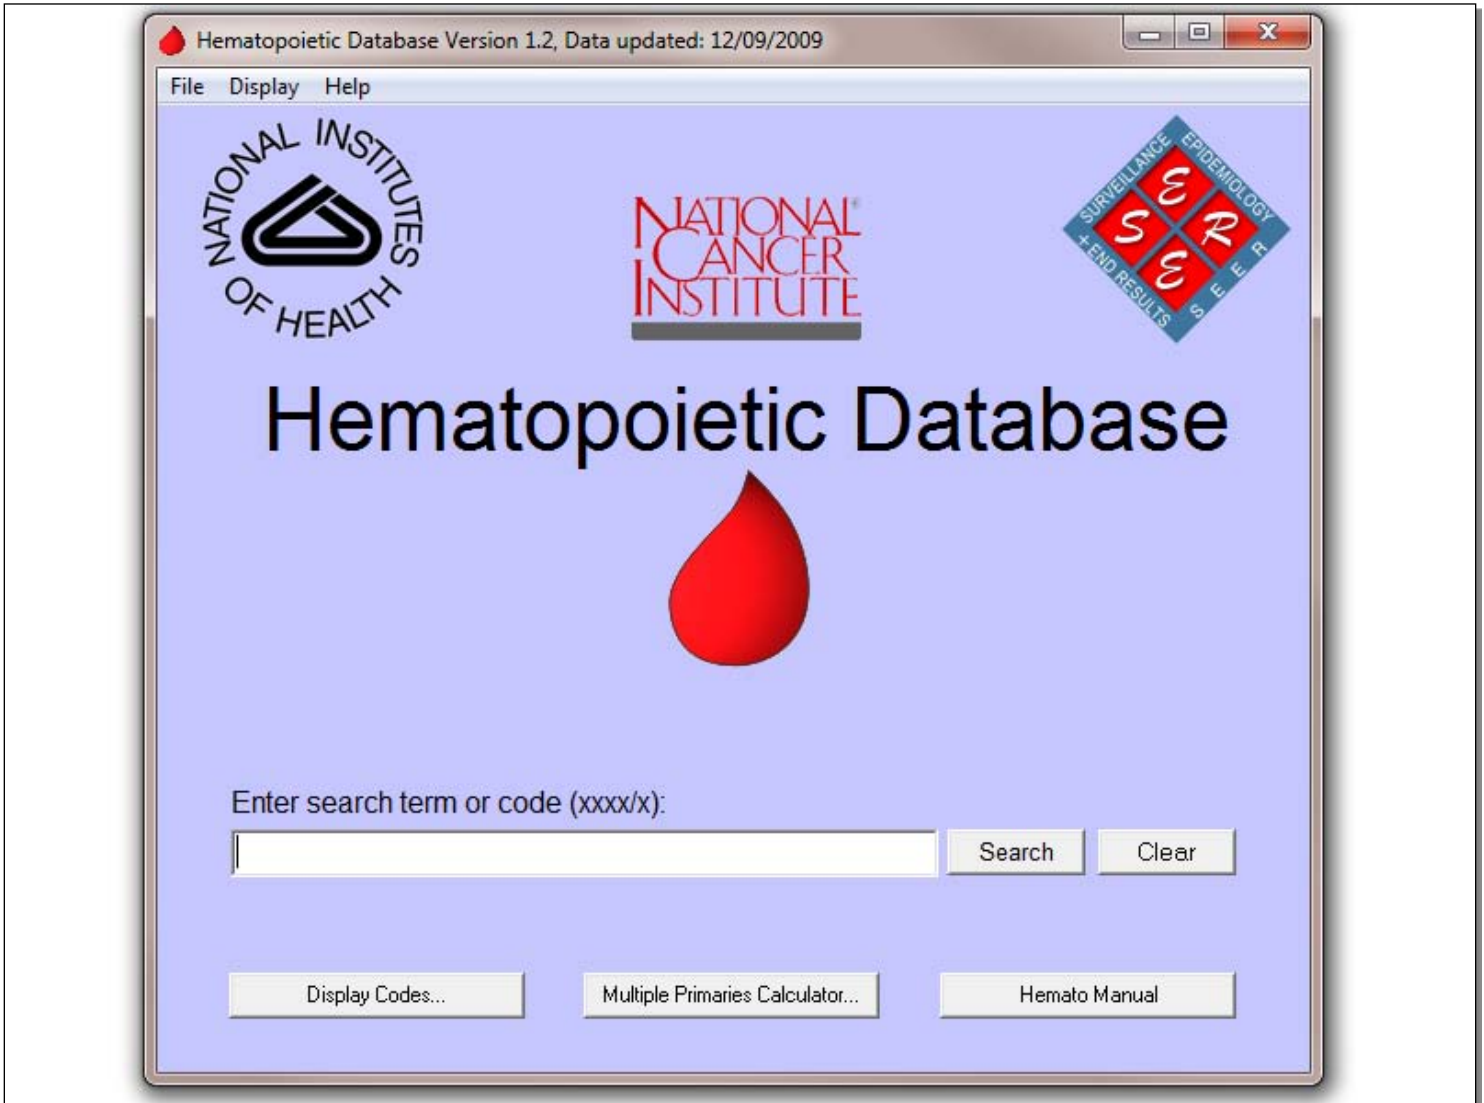 Hematopoietic Database Version 1.2, Data updated: 12/09/2009
File Display Help
NATIONAL INSTITUTES OF HEALTH
NATIONAL
CANCER
INSTITUTE
SURVEILLANCE
EPIDEMIOLOGY
+ END RESULTS
SEER
S E R E
Hematopoietic Database
Enter search term or code (xxxx/x):
Search Clear
Display Codes... Multiple Primaries Calculator... Hemato Manual